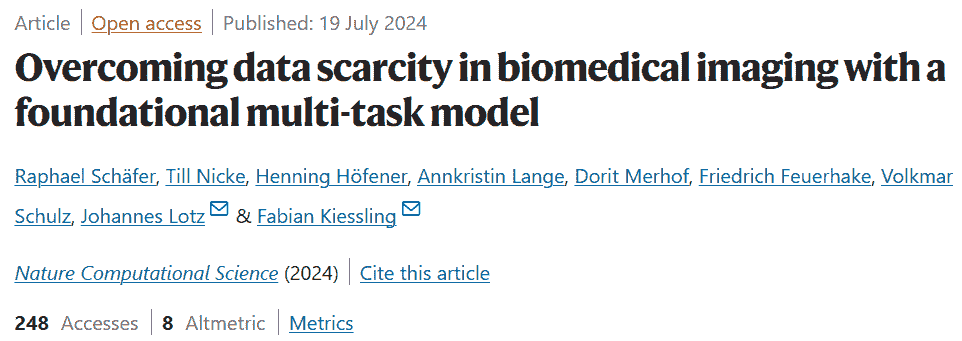 Article | Open access | Published: 19 July 2024
Overcoming data scarcity in biomedical imaging with a
foundational multi-task model
Raphael Schäfer, Till Nicke, Henning Höfener, Annkristin Lange, Dorit Merhof, Friedrich Feuerhake, Volkmar
Schulz, Johannes Lotz & Fabian Kiessling
Nature Computational Science (2024) | Cite this article
248 Accesses | 8 Altmetric | Metrics